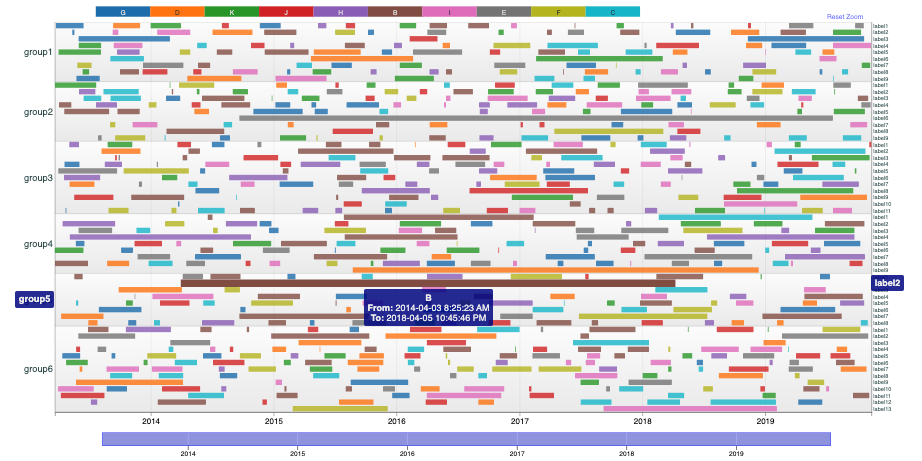 G D K J H B I E F C
Reset Zoom
group1
label1
label2
label3
label4
label5
label6
label7
label8
label9
group2
label1
label2
label3
label4
label5
label6
label7
label8
label9
group3
label1
label2
label3
label4
label5
label6
label7
label8
label9
label10
label11
group4
label1
label2
label3
label4
label5
label6
label7
label8
label9
group5
label2
label4
label5
label6
label7
label8
B
From: 2014-04-03 8:25:23 AM
To: 2018-04-05 10:45:46 PM
group6
label1
label2
label3
label4
label5
label6
label7
label8
label9
label10
label11
label12
label13
2014 2015 2016 2017 2018 2019
2014 2015 2016 2017 2018 2019